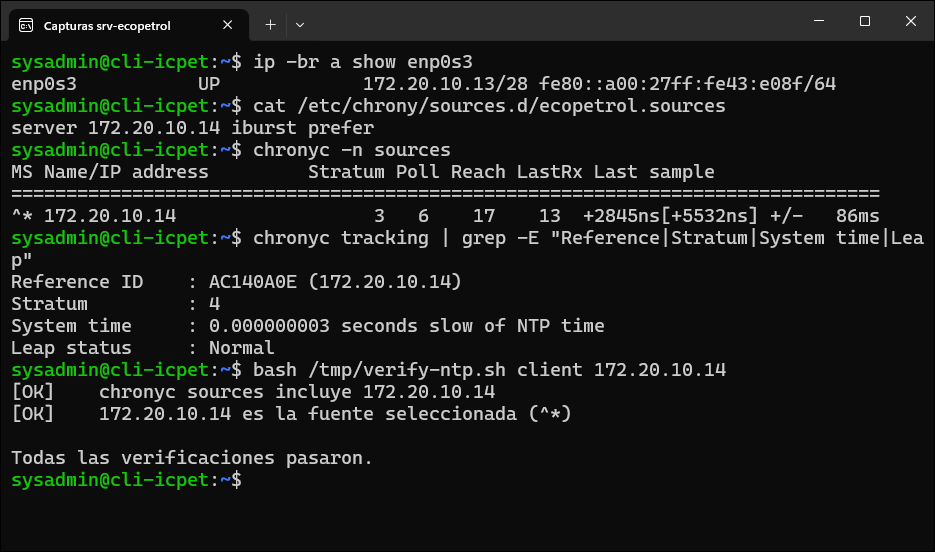 Capturas srv-ecopetrol
sysadmin@cli-icpet:~$ ip -br a show enp0s3
enp0s3           UP             172.20.10.13/28 fe80::a00:27ff:fe43:e08f/64
sysadmin@cli-icpet:~$ cat /etc/chrony/sources.d/ecopetrol.sources
server 172.20.10.14 iburst prefer
sysadmin@cli-icpet:~$ chronyc -n sources
MS Name/IP address         Stratum Poll Reach LastRx Last sample
===============================================================================
^* 172.20.10.14                  3   6    17    13  +2845ns[+5532ns] +/-   86ms
sysadmin@cli-icpet:~$ chronyc tracking | grep -E "Reference|Stratum|System time|Lea
p"
Reference ID    : AC140A0E (172.20.10.14)
Stratum         : 4
System time     : 0.000000003 seconds slow of NTP time
Leap status     : Normal
sysadmin@cli-icpet:~$ bash /tmp/verify-ntp.sh client 172.20.10.14
[OK]    chronyc sources incluye 172.20.10.14
[OK]    172.20.10.14 es la fuente seleccionada (^*)
Todas las verificaciones pasaron.
sysadmin@cli-icpet:~$